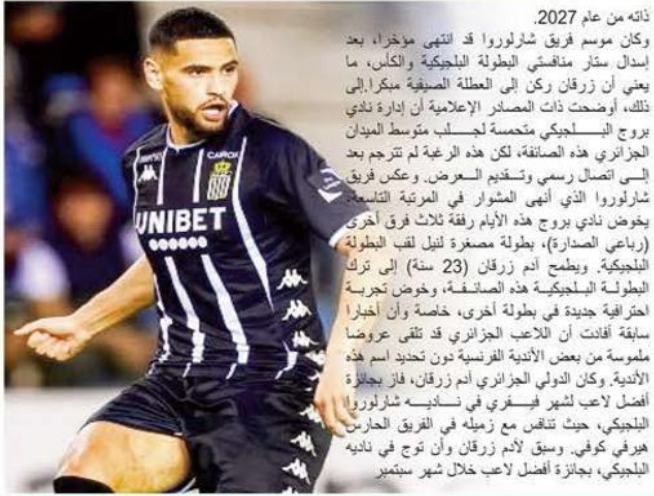 ذاته من عام 2027.
وكان موسم فريق شارلوروا قد انتهى مؤخرا، بعد
إسدال ستار منافستي البطولة البلجيكية والكأس، ما
يعني أن زرقان ركن إلى العطلة الصيفية مبكرا.إلى
ذلك، أوضحت ذات المصادر الإعلامية أن إدارة نادي
بروج البلجيكي متحمسة لجلب متوسط الميدان
الجزائري هذه الصائفة، لكن هذه الرغبة لم تترجم بعد
إلى اتصال رسمي وتقديم العرض. وعكس فريق
شارلوروا الذي أنهى المشوار في المرتبة التاسعة،
يخوض نادي بروج هذه الأيام رفقة ثلاث فرق أخرى
(رباعي الصدارة)، بطولة مصغرة لنيل لقب البطولة
البلجيكية. ويطمح آدم زرقان (23 سنة) إلى ترك
البطولة البلجيكية هذه الصائفة، وخوض تجربة
احترافية جديدة في بطولة أخرى، خاصة وأن أخبارا
سابقة أفادت أن اللاعب الجزائري قد تلقى عروضا
ملموسة من بعض الأندية الفرنسية دون تحديد اسم هذه
الأندية. وكان الدولي الجزائري آدم زرقان، فاز بجائزة
أفضل لاعب لشهر فيفري في ناديه شارلوروا
البلجيكي، حيث تنافس مع زميله في الفريق الحارس
هيرفي كوفي. وسبق لآدم زرقان وأن توج في ناديه
البلجيكي، بجائزة أفضل لاعب خلال شهر سبتمبر
CAIROX
Kappa
UNIBET